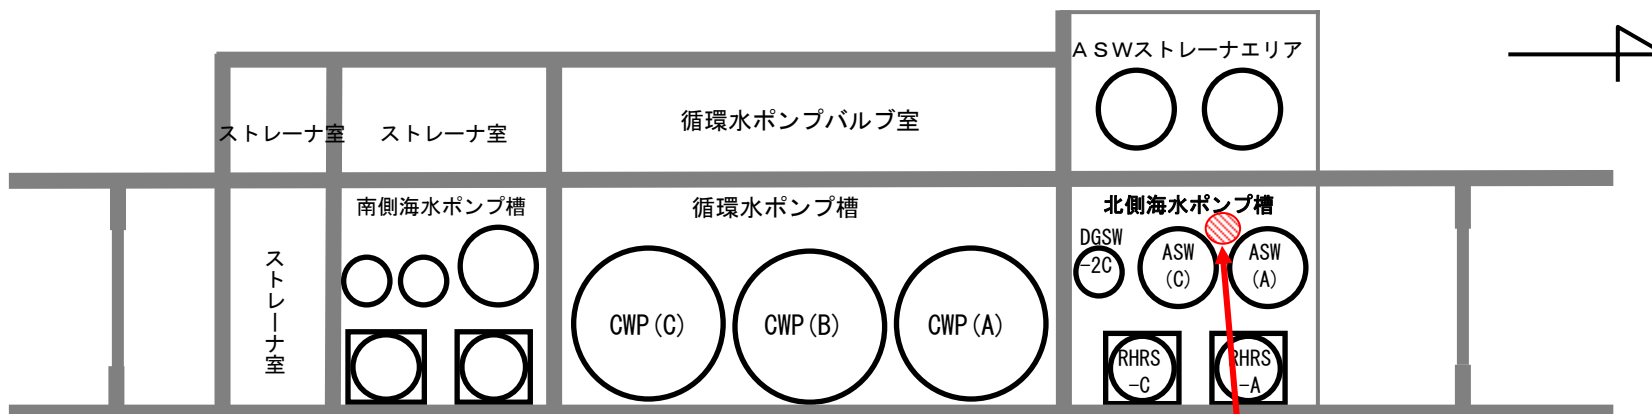 ＡＳＷストレーナエリア
ストレーナ室
ストレーナ室
循環水ポンプバルブ室
南側海水ポンプ槽
循環水ポンプ槽
北側海水ポンプ槽
ストレーナ室
DGSW
-2C
ASW
(C)
ASW
(A)
CWP(C)
CWP(B)
CWP(A)
RHRS
-C
RHRS
-A